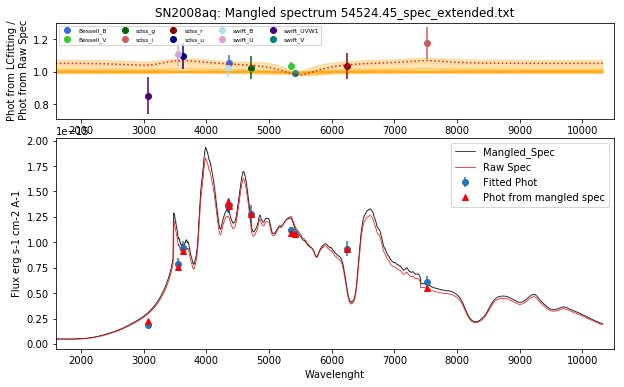 SN2008aq: Mangled spectrum 54524.45_spec_extended.txt
Phot from LCfitting /
Phot from Raw Spec
1.2
1.0
0.8
Bessell_B
Bessell_V
sdss_g
sdss_i
sdss_r
sdss_u
swift_B
swift_U
swift_UVW1
swift_V
2000 3000 4000 5000 6000 7000 8000 9000 10000
Flux erg s-1 cm-2 A-1
2.00
1.75
1.50
1.25
1.00
0.75
0.50
0.25
0.00
Mangled_Spec
Raw Spec
Fitted Phot
Phot from mangled spec
2000 3000 4000 5000 6000 7000 8000 9000 10000
Wavelenght